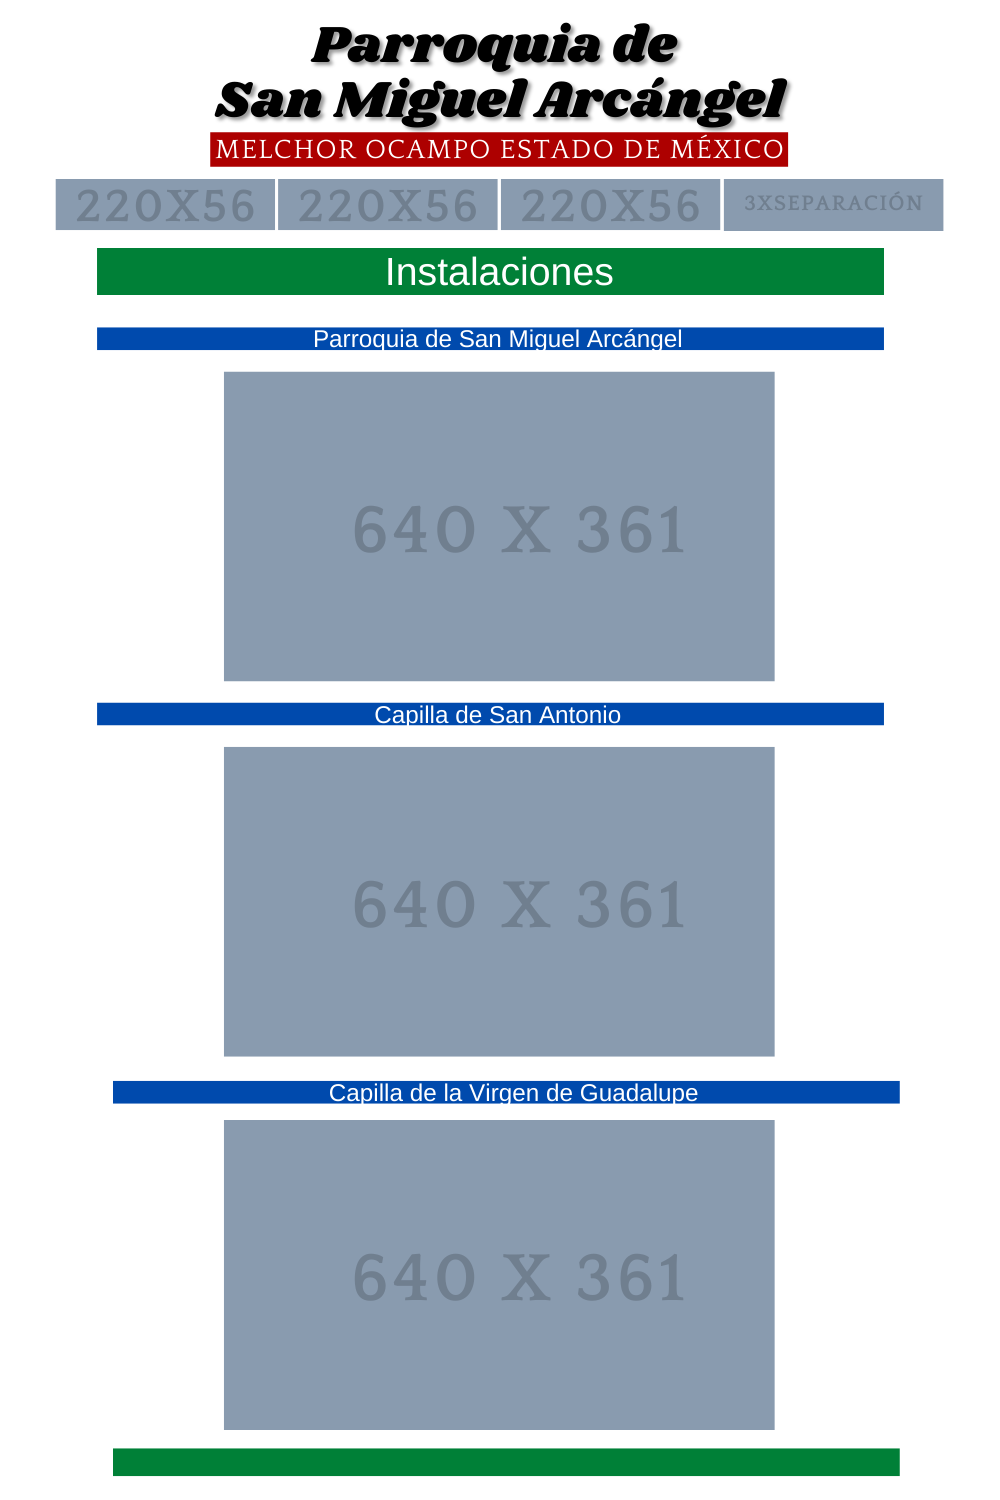 Parroquia de
San Miguel Arcángel
MELCHOR OCAMPO ESTADO DE MÉXICO
220X56 220X56 220X56 3XSEPARACIÓN
Instalaciones
Parroquia de San Miguel Arcángel
640 X 361
Capilla de San Antonio
640 X 361
Capilla de la Virgen de Guadalupe
640 X 361